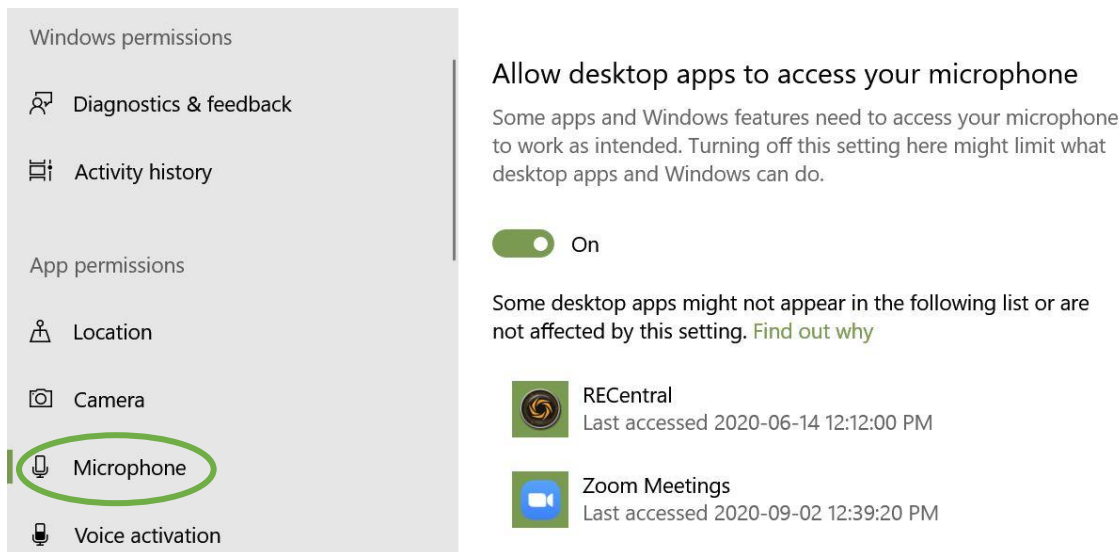 Windows permissions
Diagnostics & feedback
Activity history
App permissions
Location
Camera
Microphone
Voice activation
Allow desktop apps to access your microphone
Some apps and Windows features need to access your microphone
to work as intended. Turning off this setting here might limit what
desktop apps and Windows can do.
On
Some desktop apps might not appear in the following list or are
not affected by this setting. Find out why
RECentral
Last accessed 2020-06-14 12:12:00 PM
Zoom Meetings
Last accessed 2020-09-02 12:39:20 PM